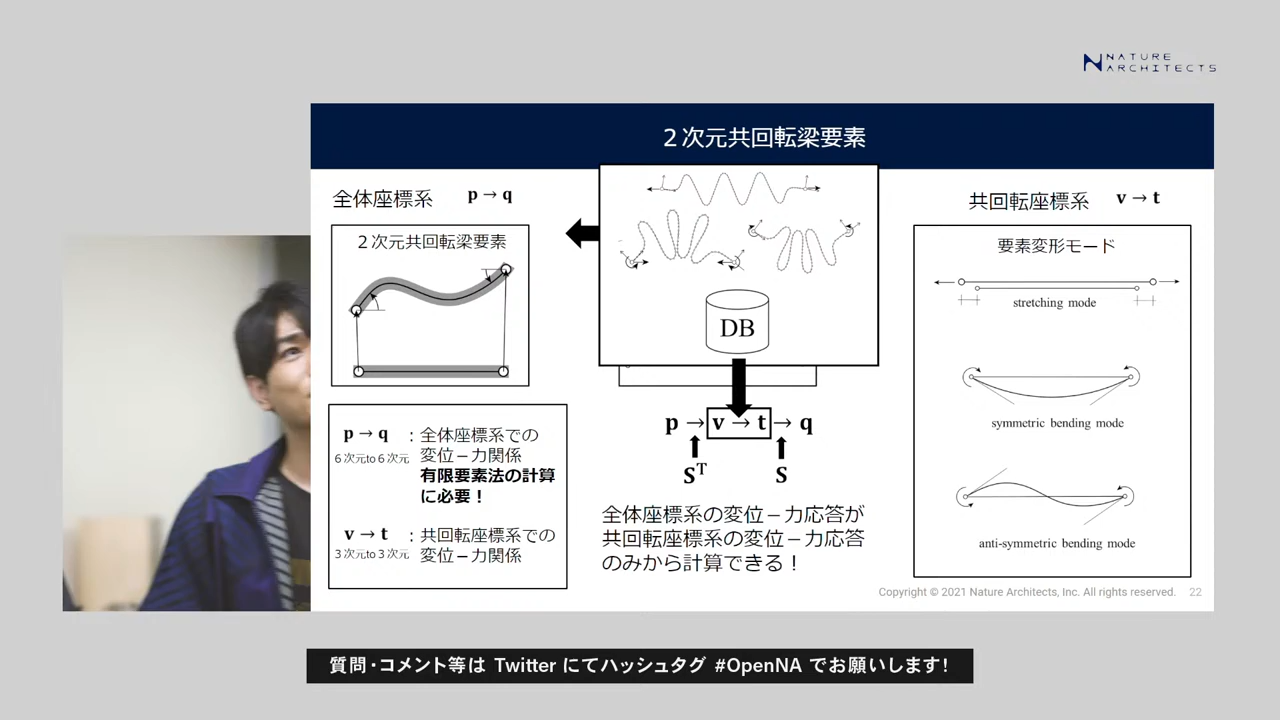 NATURE
ARCHITECTS
2次元共回転梁要素
全体座標系 p → q
2次元共回転梁要素
p → q : 全体座標系での
6次元to6次元 変位-力関係
有限要素法の計算
に必要!
v → t : 共回転座標系での
3次元to3次元 変位-力関係
DB
p → v → t → q
Sᵀ S
全体座標系の変位-力応答が
共回転座標系の変位-力応答
のみから計算できる!
共回転座標系 v → t
要素変形モード
stretching mode
symmetric bending mode
anti-symmetric bending mode
Copyright © 2021 Nature Architects, Inc. All rights reserved. 22
質問・コメント等は Twitter にてハッシュタグ #OpenNA でお願いします!